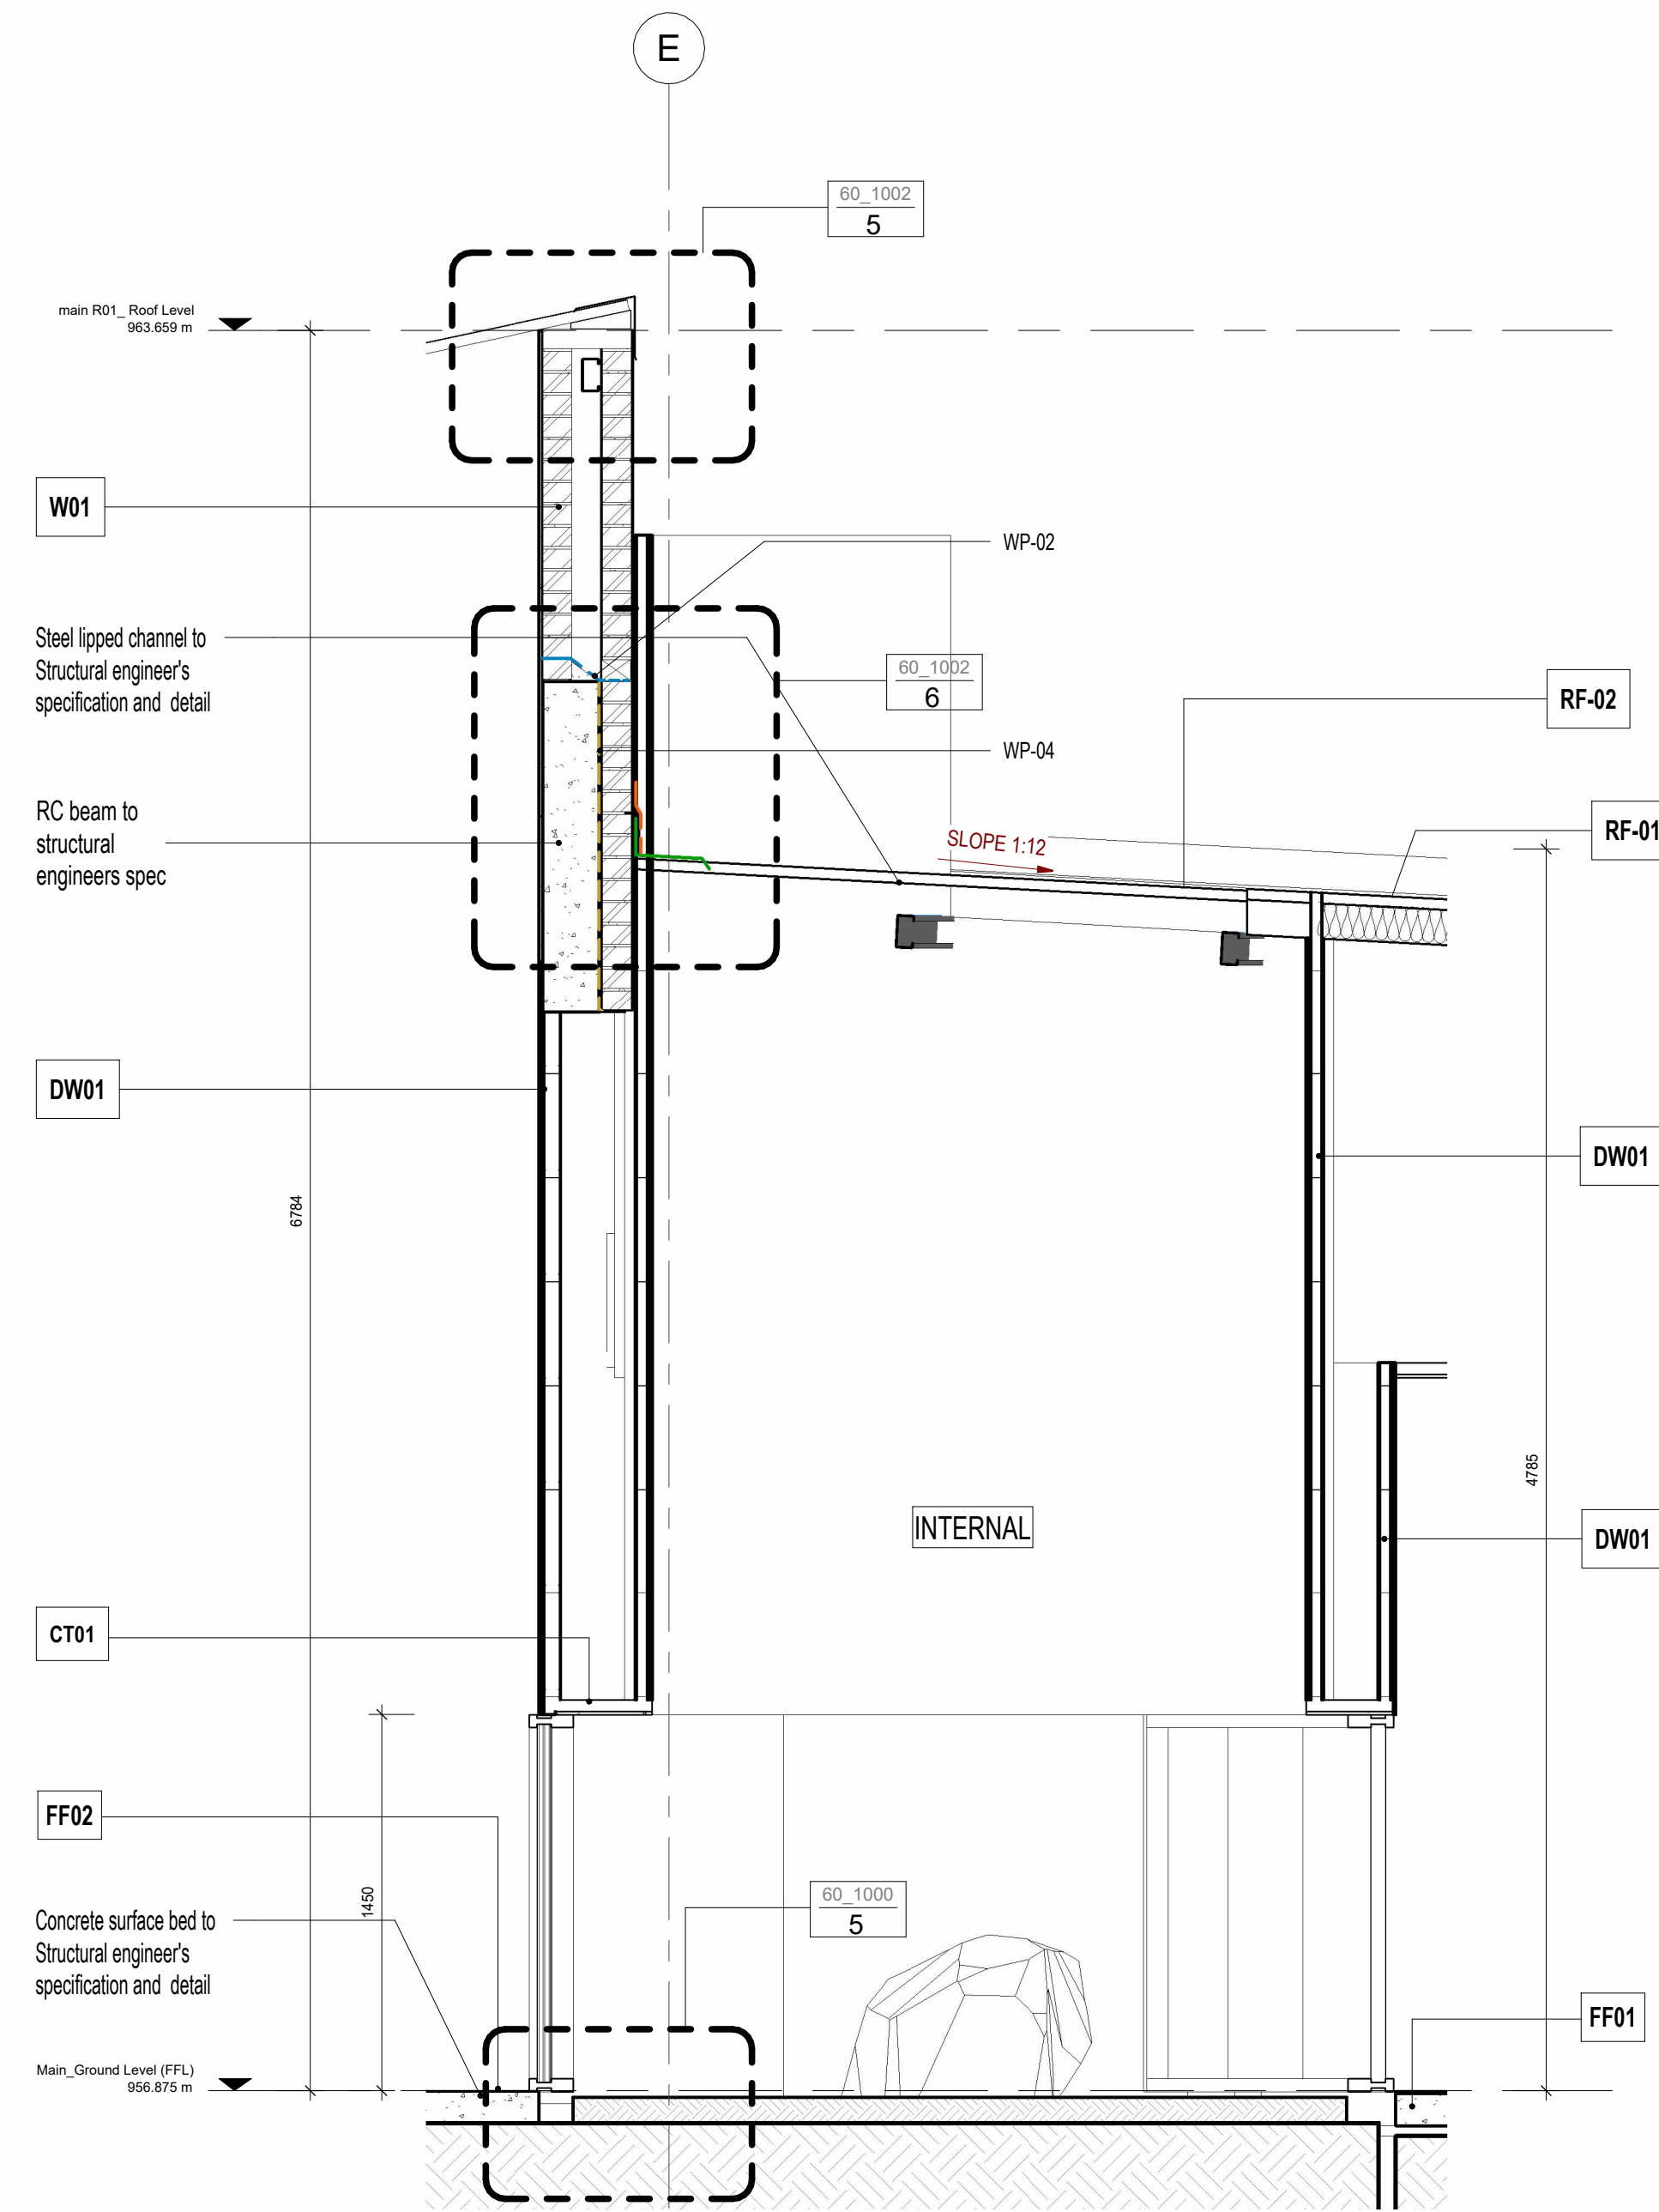 E
60_1002
5
main R01_ Roof Level
963.659 m
W01
WP-02
Steel lipped channel to
Structural engineer's
specification and detail
60_1002
6
RF-02
WP-04
RC beam to
structural
engineers spec
SLOPE 1:12
RF-01
DW01
DW01
6784
4785
INTERNAL
DW01
CT01
FF02
1450
60_1000
5
Concrete surface bed to
Structural engineer's
specification and detail
FF01
Main_Ground Level (FFL)
956.875 m